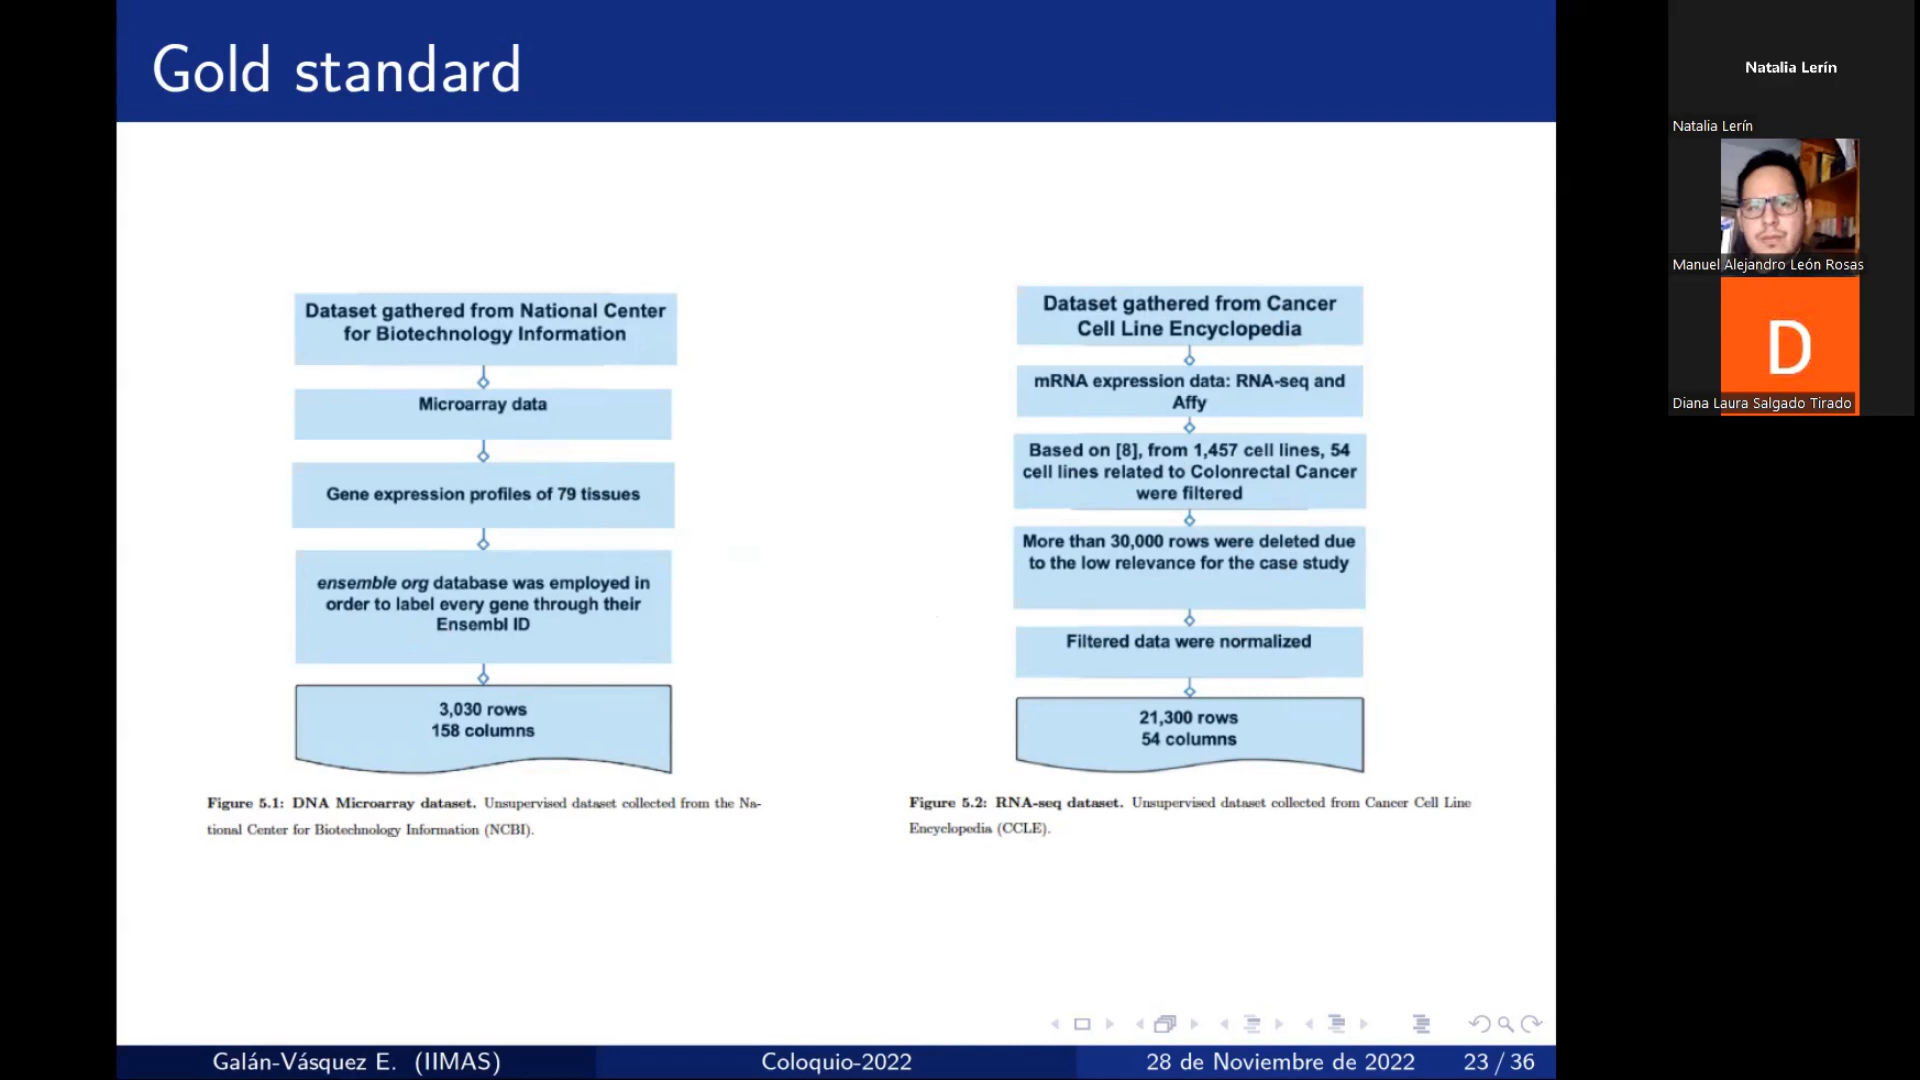 Gold standard
Dataset gathered from National Center
for Biotechnology Information
Microarray data
Gene expression profiles of 79 tissues
ensemble org database was employed in
order to label every gene through their
Ensembl ID
3,030 rows
158 columns
Figure 5.1: DNA Microarray dataset. Unsupervised dataset collected from the Na-
tional Center for Biotechnology Information (NCBI).
Dataset gathered from Cancer
Cell Line Encyclopedia
mRNA expression data: RNA-seq and
Affy
Based on [8], from 1,457 cell lines, 54
cell lines related to Colonrectal Cancer
were filtered
More than 30,000 rows were deleted due
to the low relevance for the case study
Filtered data were normalized
21,300 rows
54 columns
Figure 5.2: RNA-seq dataset. Unsupervised dataset collected from Cancer Cell Line
Encyclopedia (CCLE).
Galán-Vásquez E. (IIMAS)
Coloquio-2022
28 de Noviembre de 2022
23 / 36
Natalia Lerín
Natalia Lerín
Manuel Alejandro León Rosas
D
Diana Laura Salgado Tirado